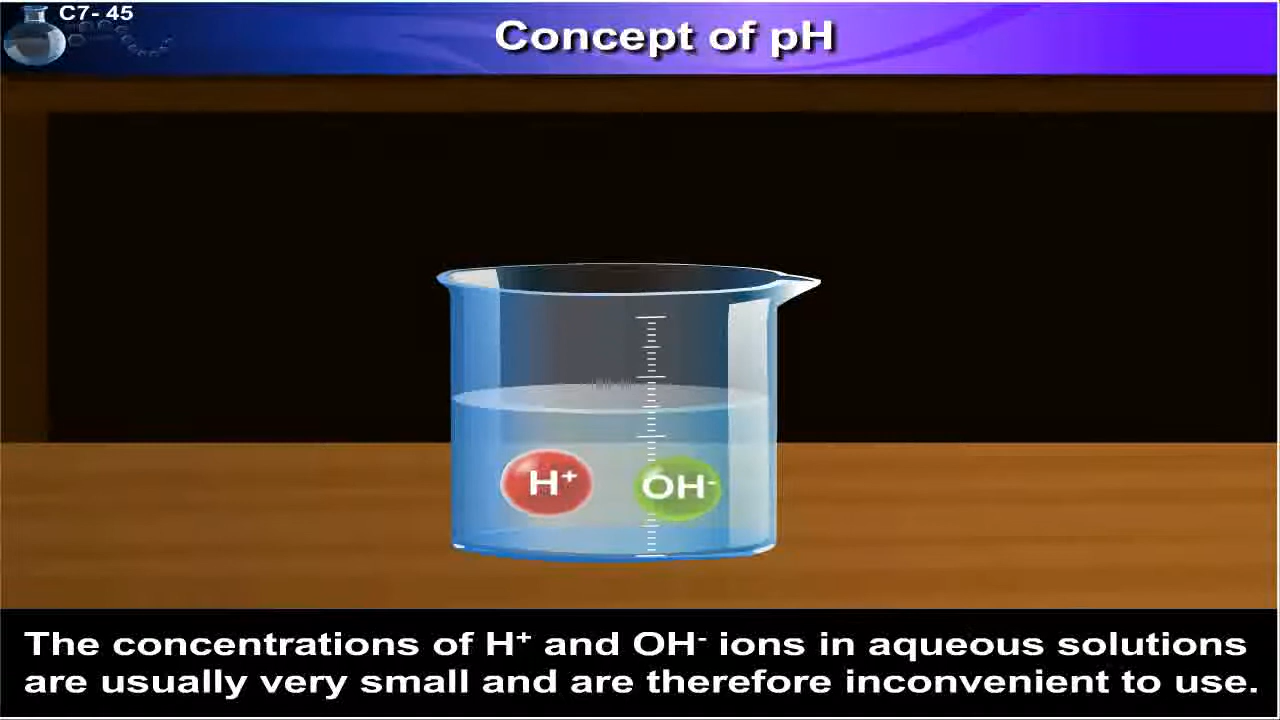 C7- 45
Concept of pH
H⁺
OH⁻
The concentrations of H⁺ and OH⁻ ions in aqueous solutions
are usually very small and are therefore inconvenient to use.